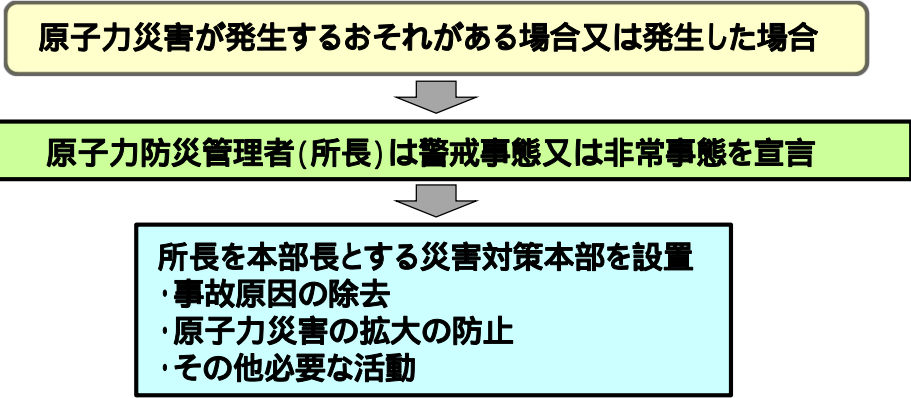 原子力災害が発生するおそれがある場合又は発生した場合
原子力防災管理者(所長)は警戒事態又は非常事態を宣言
所長を本部長とする災害対策本部を設置
・事故原因の除去
・原子力災害の拡大の防止
・その他必要な活動